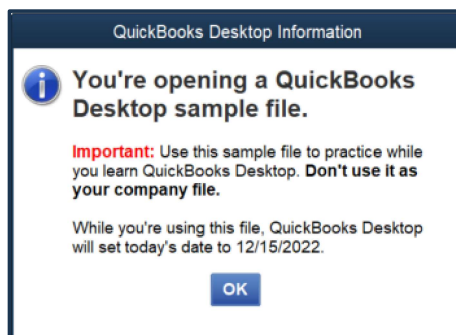 QuickBooks Desktop Information
You're opening a QuickBooks
Desktop sample file.
Important: Use this sample file to practice while
you learn QuickBooks Desktop. Don't use it as
your company file.
While you're using this file, QuickBooks Desktop
will set today's date to 12/15/2022.
OK